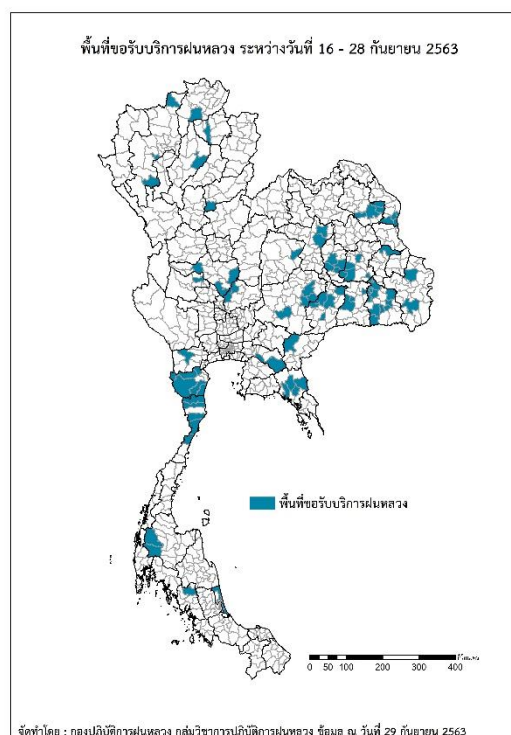 พื้นที่ขอรับบริการฝนหลวง ระหว่างวันที่ 16 - 28 กันยายน 2563
พื้นที่ขอรับบริการฝนหลวง
0 50 100 200 300 400
จัดทำโดย : กองปฏิบัติการฝนหลวง กลุ่มวิชาการปฏิบัติการฝนหลวง ข้อมูล ณ วันที่ 29 กันยายน 2563